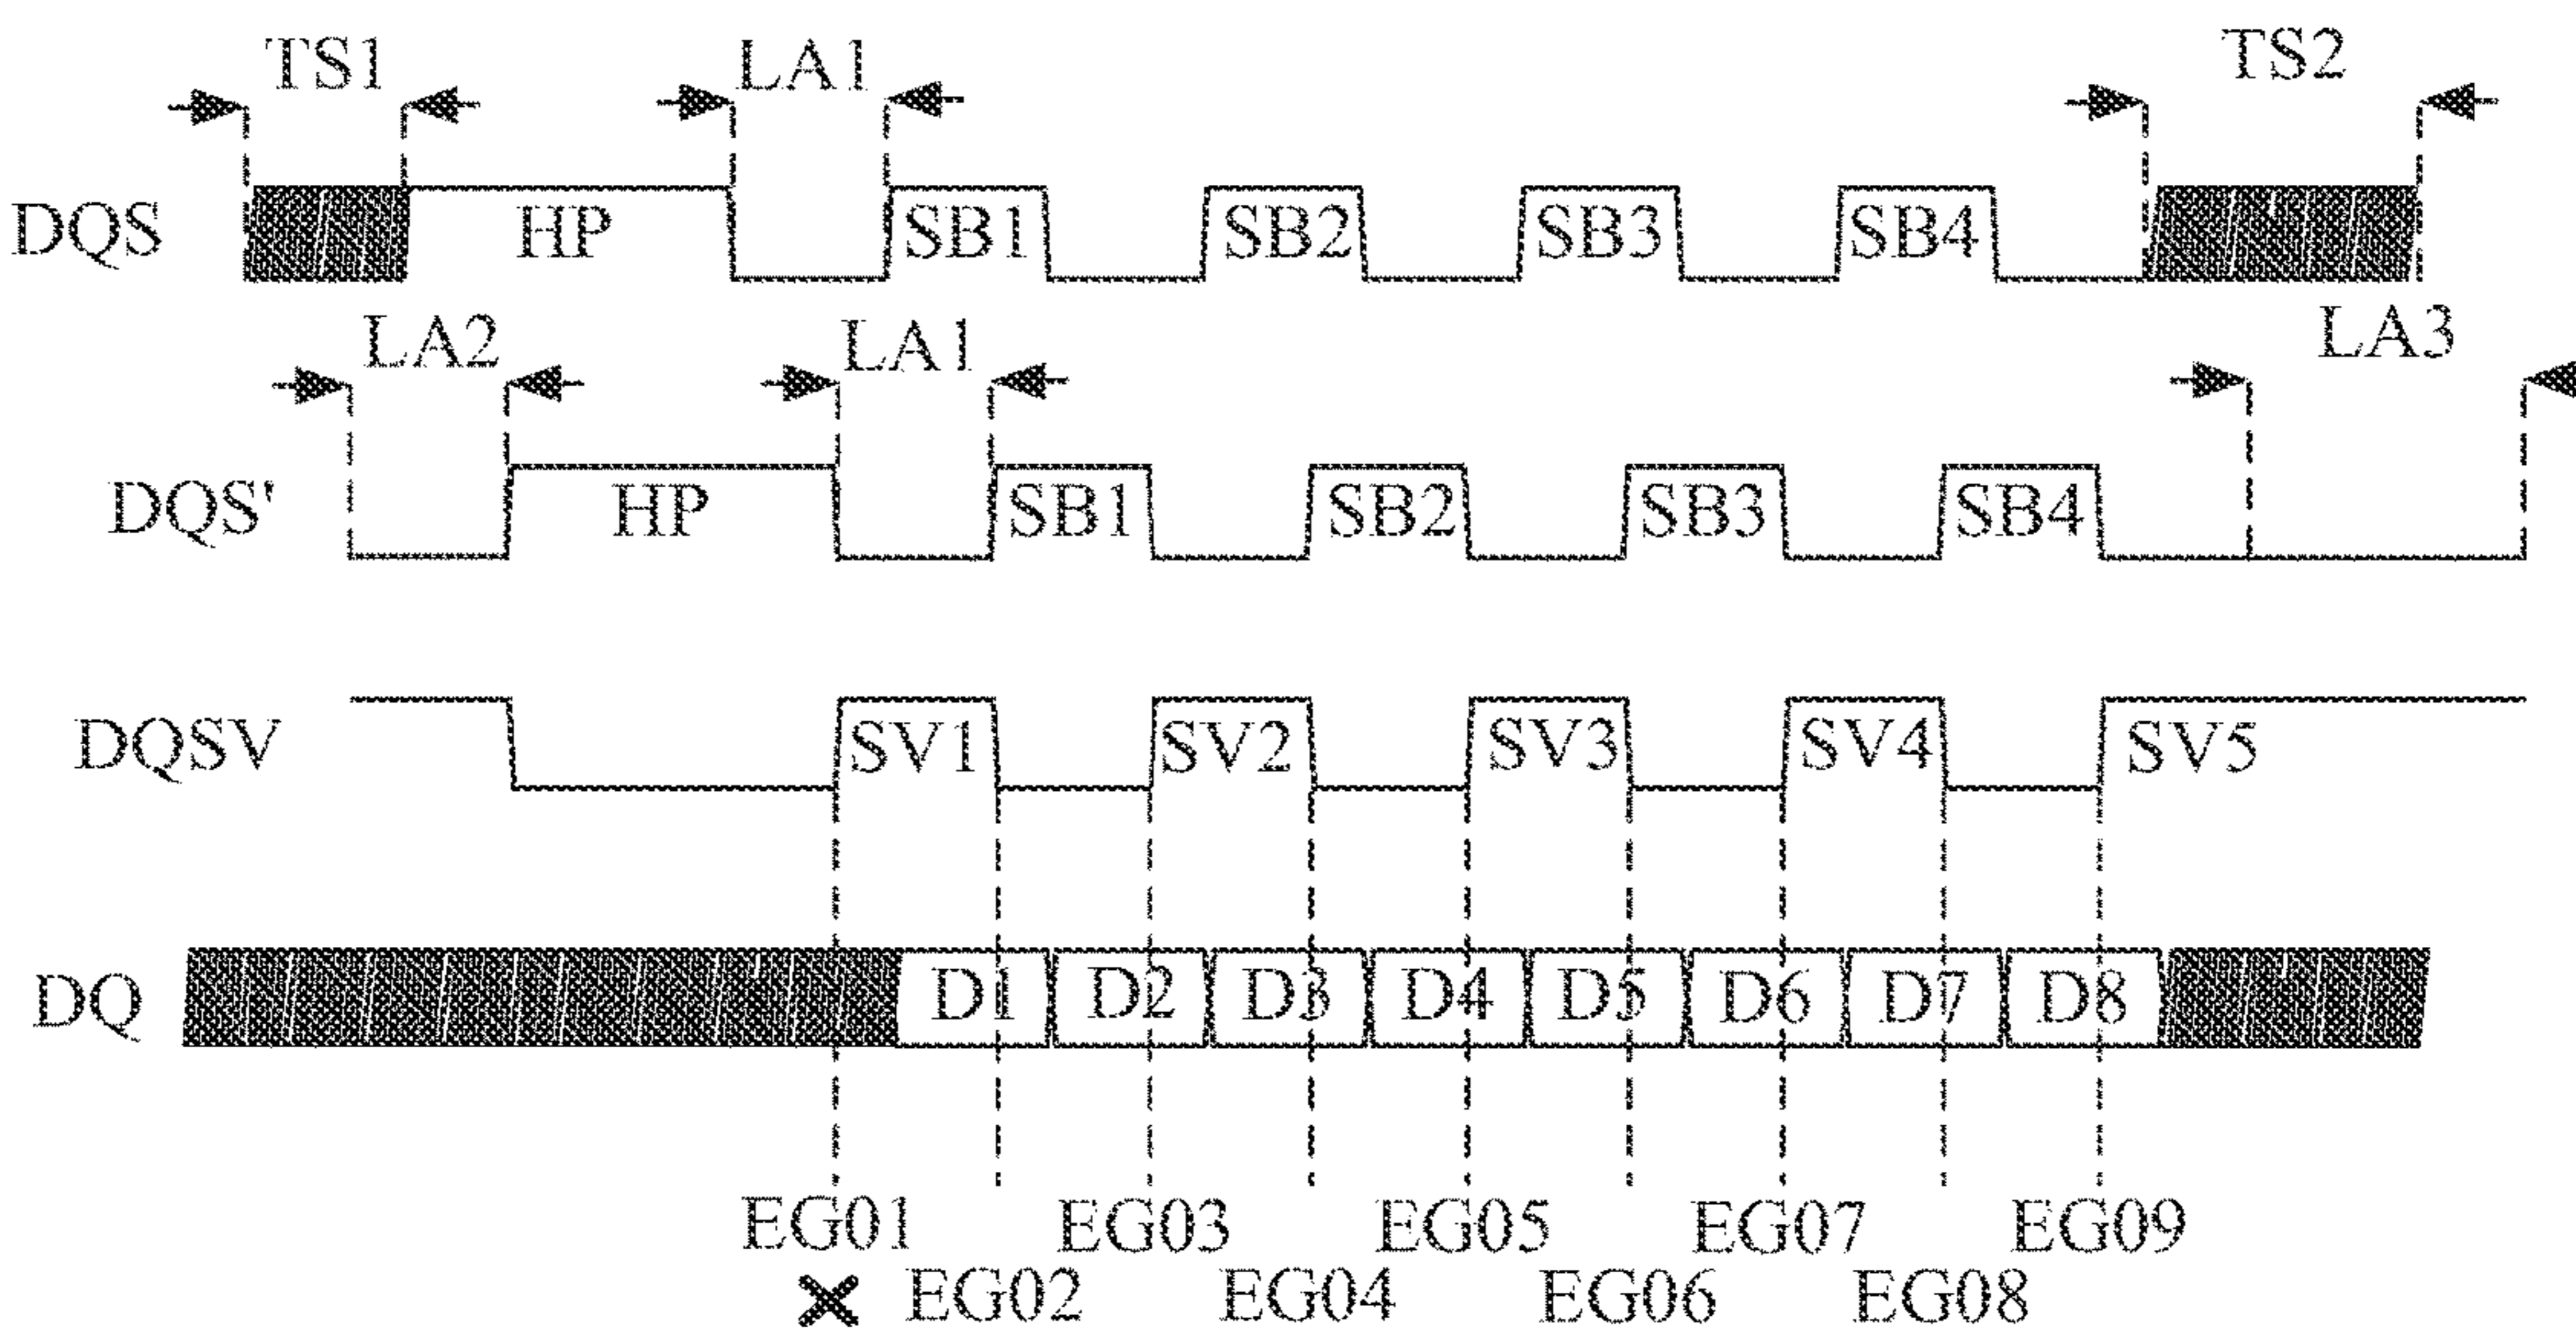 TS1 LA1 TS2
DQS HP SB1 SB2 SB3 SB4
LA2 LA1 LA3
DQS' HP SB1 SB2 SB3 SB4
DQSV SV1 SV2 SV3 SV4 SV5
DQ D1 D2 D3 D4 D5 D6 D7 D8
EG01 EG03 EG05 EG07 EG09
EG02 EG04 EG06 EG08